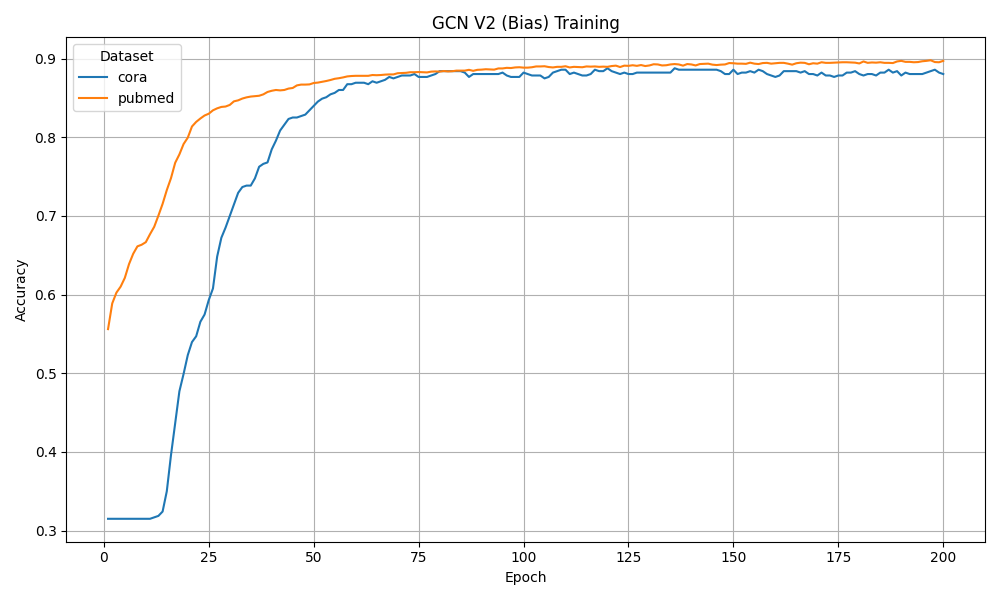 GCN V2 (Bias) Training
Dataset
cora
pubmed
Accuracy
0.9
0.8
0.7
0.6
0.5
0.4
0.3
0 25 50 75 100 125 150 175 200
Epoch